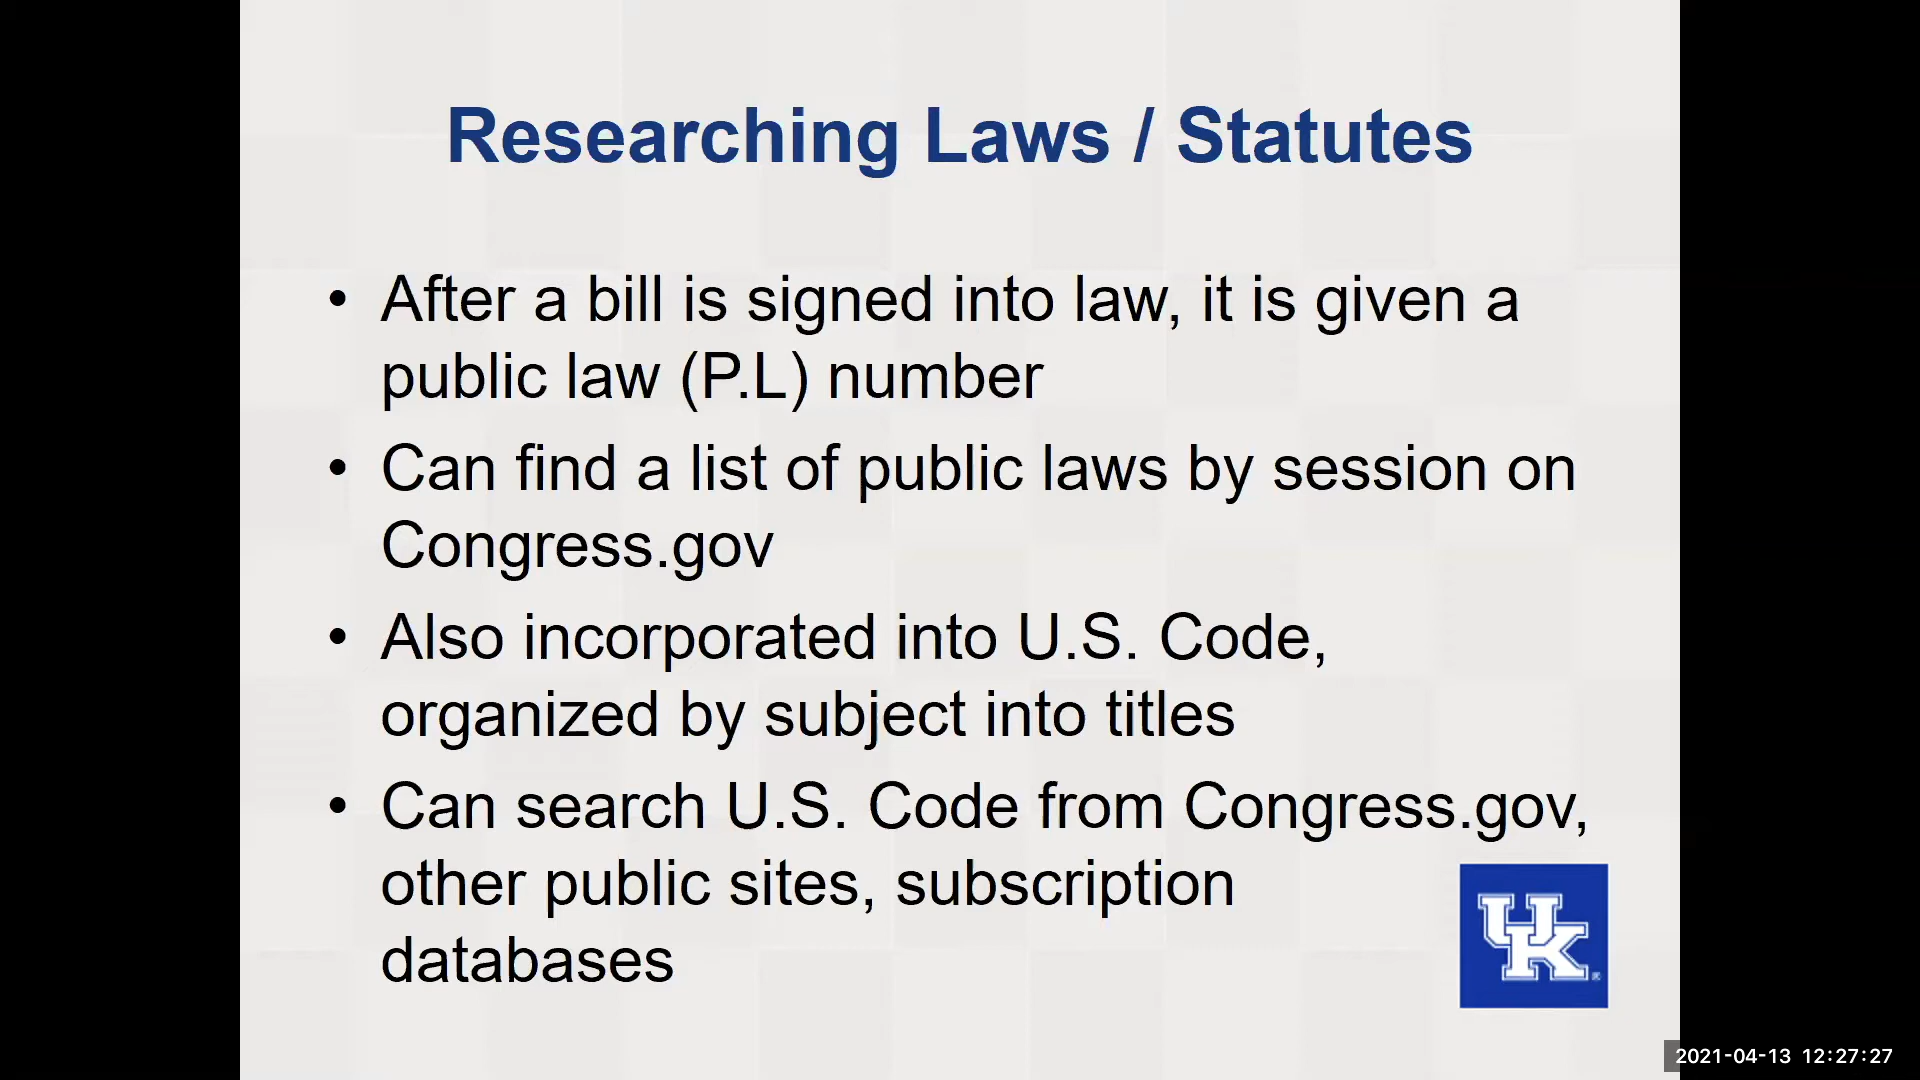 Researching Laws / Statutes
• After a bill is signed into law, it is given a
public law (P.L) number
• Can find a list of public laws by session on
Congress.gov
• Also incorporated into U.S. Code,
organized by subject into titles
• Can search U.S. Code from Congress.gov,
other public sites, subscription
databases
UK®
2021-04-13 12:27:27